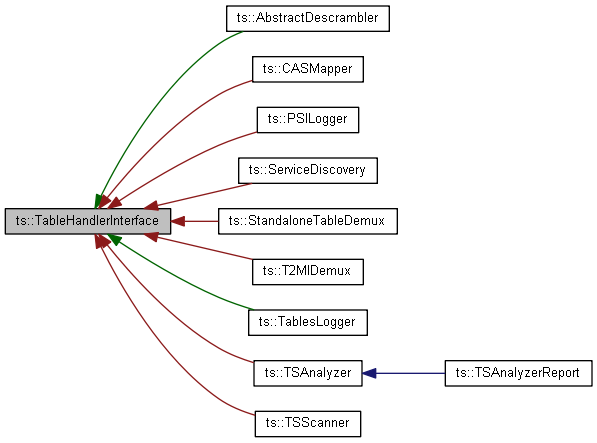 ts::AbstractDescrambler
ts::CASMapper
ts::PSILogger
ts::ServiceDiscovery
ts::TableHandlerInterface
ts::StandaloneTableDemux
ts::T2MIDemux
ts::TablesLogger
ts::TSAnalyzer
ts::TSAnalyzerReport
ts::TSScanner